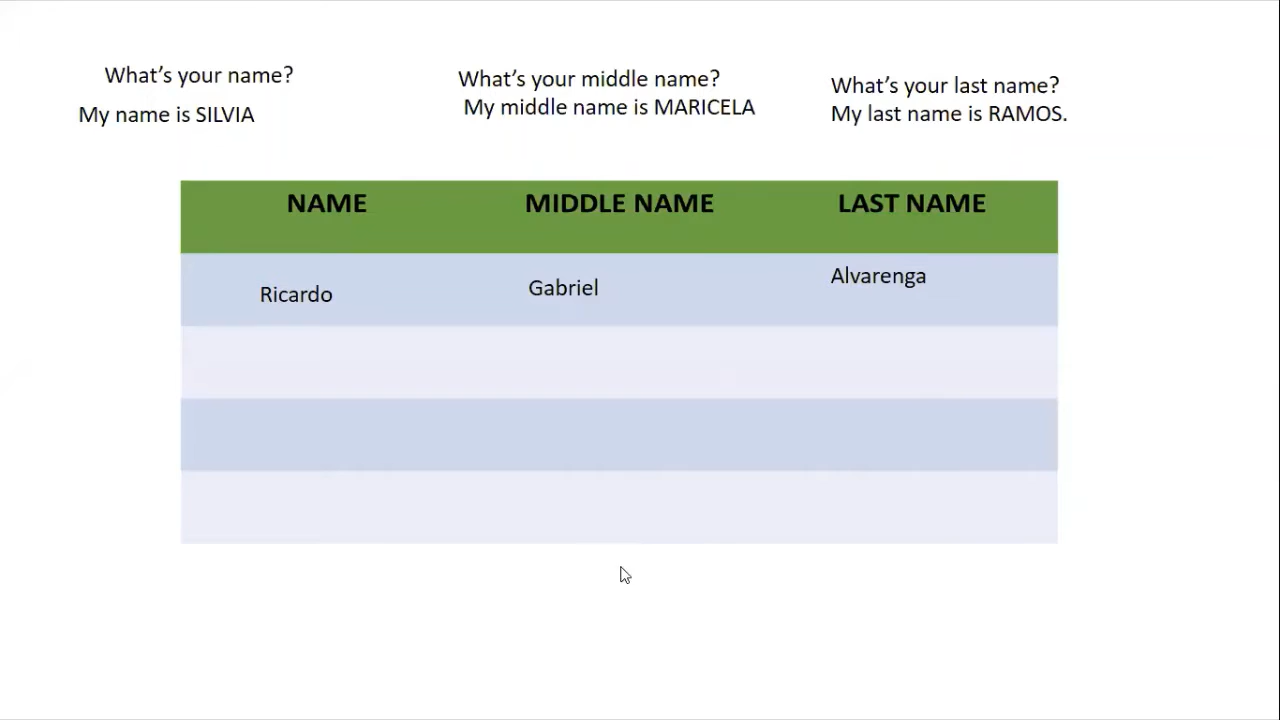 What's your name?
My name is SILVIA
What's your middle name?
My middle name is MARICELA
What's your last name?
My last name is RAMOS.
NAME MIDDLE NAME LAST NAME
Ricardo Gabriel Alvarenga